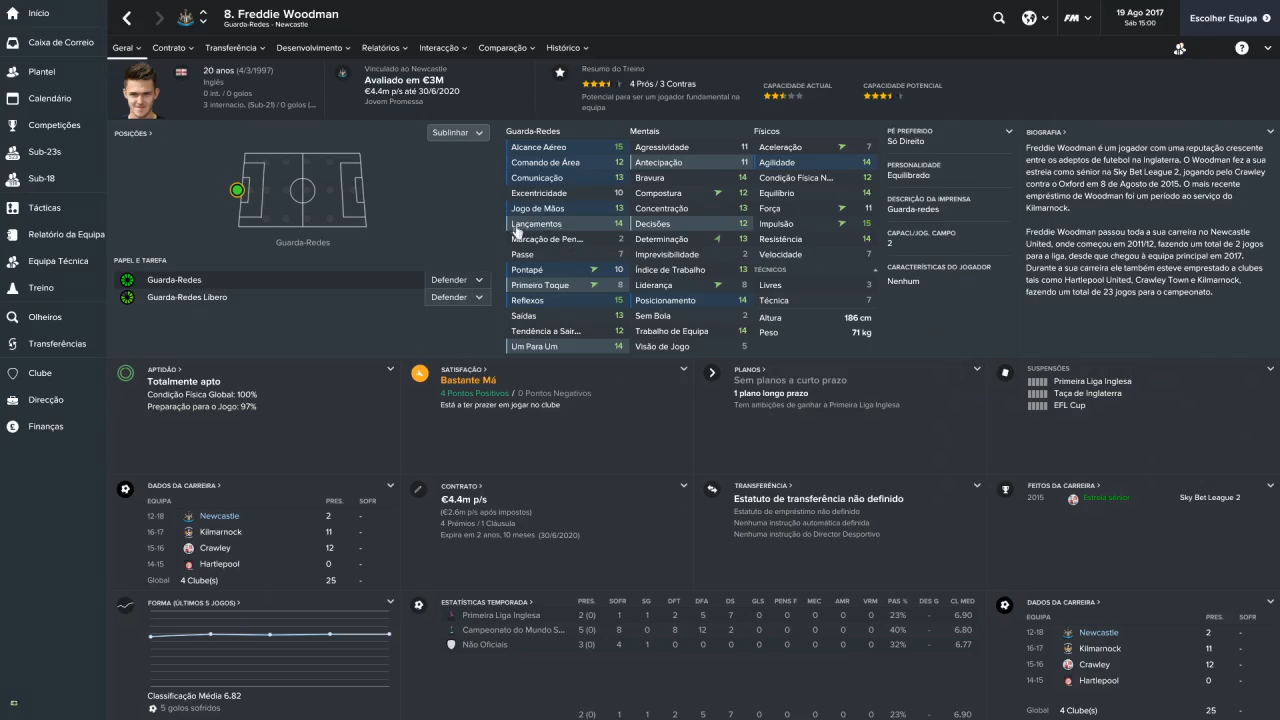 Início
Caixa de Correio
Plantel
Calendário
Competições
Sub-23s
Sub-18
Tácticas
Relatório da Equipa
Equipa Técnica
Treino
Olheiros
Transferências
Clube
Direcção
Finanças
8. Freddie Woodman
Guarda-Redes - Newcastle
FM
19 Ago 2017
Sáb 15:00
Escolher Equipa
Geral
Contrato
Transferência
Desenvolvimento
Relatórios
Interacção
Comparação
Histórico
20 anos (4/3/1997)
Inglês
0 int. / 0 golos
3 internacio. (Sub-21) / 0 golos (...
Vinculado ao Newcastle
Avaliado em €3M
€4.4m p/s até 30/6/2020
Jovem Promessa
Resumo do Treino
4 Prós / 3 Contras
Potencial para ser um jogador fundamental na
equipa
CAPACIDADE ACTUAL
CAPACIDADE POTENCIAL
POSIÇÕES >
Sublinhar
Guarda-Redes
PAPEL E TAREFA
Guarda-Redes Defender
Guarda-Redes Líbero Defender
Guarda-Redes
Alcance Aéreo 15
Comando de Área 12
Comunicação 13
Excentricidade 10
Jogo de Mãos 13
Lançamentos 14
Marcação de Pen... 2
Passe 7
Pontapé 10
Primeiro Toque 8
Reflexos 15
Saídas 13
Tendência a Sair... 12
Um Para Um 14
Mentais
Agressividade 11
Antecipação 11
Bravura 14
Compostura 12
Concentração 13
Decisões 12
Determinação 13
Imprevisibilidade 2
Índice de Trabalho 13
Liderança 8
Posicionamento 14
Sem Bola 2
Trabalho de Equipa 14
Visão de Jogo 5
Físicos
Aceleração 7
Agilidade 14
Condição Física N... 12
Equilíbrio 14
Força 11
Impulsão 15
Resistência 14
Velocidade 7
TÉCNICOS
Livres 3
Técnica 7
Altura 186 cm
Peso 71 kg
PÉ PREFERIDO
Só Direito
PERSONALIDADE
Equilibrado
DESCRIÇÃO DA IMPRENSA
Guarda-redes
CAPACI/JOG. CAMPO
2
CARACTERÍSTICAS DO JOGADOR
Nenhum
BIOGRAFIA >
Freddie Woodman é um jogador com uma reputação crescente
entre os adeptos de futebol na Inglaterra. O Woodman fez a sua
estreia como sénior na Sky Bet League 2, jogando pelo Crawley
contra o Oxford em 8 de Agosto de 2015. O mais recente
empréstimo de Woodman foi um período ao serviço do
Kilmarnock.
Freddie Woodman passou toda a sua carreira no Newcastle
United, onde começou em 2011/12, fazendo um total de 2 jogos
para a liga, desde que chegou à equipa principal em 2017.
Durante a sua carreira ele também esteve emprestado a clubes
tais como Hartlepool United, Crawley Town e Kilmarnock,
fazendo um total de 23 jogos para o campeonato.
APTIDÃO >
Totalmente apto
Condição Física Global: 100%
Preparação para o Jogo: 97%
SATISFAÇÃO >
Bastante Má
4 Pontos Positivos / 0 Pontos Negativos
Está a ter prazer em jogar no clube
PLANOS >
Sem planos a curto prazo
1 plano longo prazo
Tem ambições de ganhar a Primeira Liga Inglesa
SUSPENSÕES
Primeira Liga Inglesa
Taça de Inglaterra
EFL Cup
DADOS DA CARREIRA >
EQUIPA PRES. SOFR
12-18 Newcastle 2 -
16-17 Kilmarnock 11 -
15-16 Crawley 12 -
14-15 Hartlepool 0 -
Global 4 Clube(s) 25 -
CONTRATO >
€4.4m p/s
(€2.6m p/s após impostos)
4 Prémios / 1 Cláusula
Expira em 2 anos, 10 meses (30/6/2020)
TRANSFERÊNCIA >
Estatuto de transferência não definido
Estatuto de empréstimo não definido
Nenhuma instrução automática definida
Nenhuma instrução do Director Desportivo
FEITOS DA CARREIRA >
2015 Estreia sénior Sky Bet League 2
FORMA (ÚLTIMOS 5 JOGOS) >
Classificação Média 6.82
5 golos sofridos
ESTATÍSTICAS TEMPORADA > PRES. SOFR SG DFT DFA DS GLS PENS F MEC AMR VRM PAS % DES G CL MED
Primeira Liga Inglesa 2 (0) 1 1 2 5 7 0 0 0 0 0 23% - 6.90
Campeonato do Mundo S... 5 (0) 8 0 8 12 2 0 0 0 0 0 40% - 6.80
Não Oficiais 3 (0) 4 1 0 0 0 0 0 0 0 0 32% - 6.77
2 (0) 1 1 2 5 7 0 0 0 0 0 23% - 6.90
DADOS DA CARREIRA >
EQUIPA PRES. SOFR
12-18 Newcastle 2 -
16-17 Kilmarnock 11 -
15-16 Crawley 12 -
14-15 Hartlepool 0 -
Global 4 Clube(s) 25 -